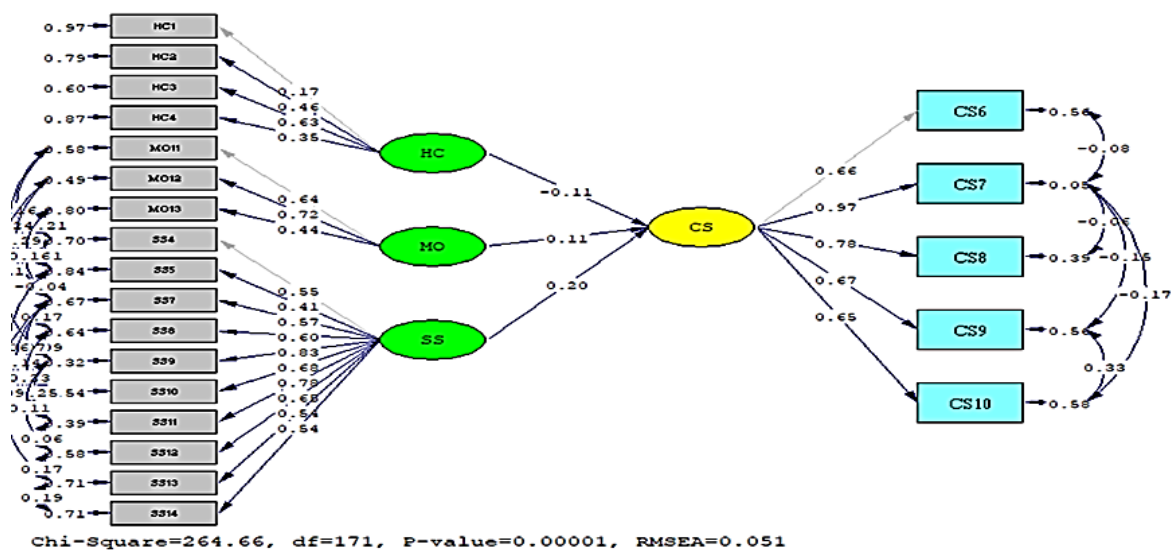 0.97 HC1
0.79 HC2
0.60 HC3
0.87 HC4
0.58 MO11
0.49 MO12
0.80 MO13
0.70 SS4
0.84 SS5
0.67 SS7
0.64 SS8
0.32 SS9
0.54 SS10
0.39 SS11
0.58 SS12
0.71 SS13
0.71 SS14
-0.04
0.17
0.11
0.06
0.17
0.19
0.17
0.46
0.63
0.35
HC
0.64
0.72
0.44
MO
0.55
0.41
0.57
0.60
0.83
0.68
0.78
0.68
0.54
0.54
SS
-0.11
0.11
0.20
CS
0.66
0.97
0.78
0.67
0.65
CS6 0.56
CS7 0.05
CS8 0.39
CS9 0.56
CS10 0.58
-0.08
-0.06
-0.15
-0.17
0.33
Chi-Square=264.66, df=171, P-value=0.00001, RMSEA=0.051